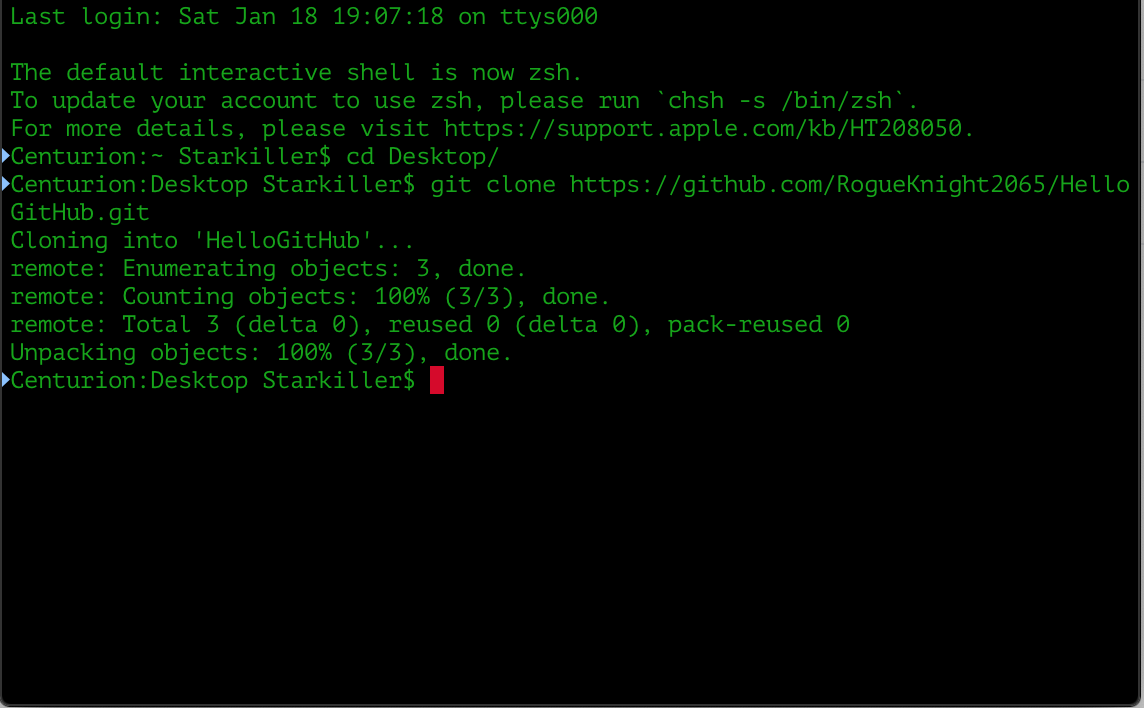 Last login: Sat Jan 18 19:07:18 on ttys000
The default interactive shell is now zsh.
To update your account to use zsh, please run `chsh -s /bin/zsh`.
For more details, please visit https://support.apple.com/kb/HT208050.
Centurion:~ Starkiller$ cd Desktop/
Centurion:Desktop Starkiller$ git clone https://github.com/RogueKnight2065/Hello
GitHub.git
Cloning into 'HelloGitHub'...
remote: Enumerating objects: 3, done.
remote: Counting objects: 100% (3/3), done.
remote: Total 3 (delta 0), reused 0 (delta 0), pack-reused 0
Unpacking objects: 100% (3/3), done.
Centurion:Desktop Starkiller$